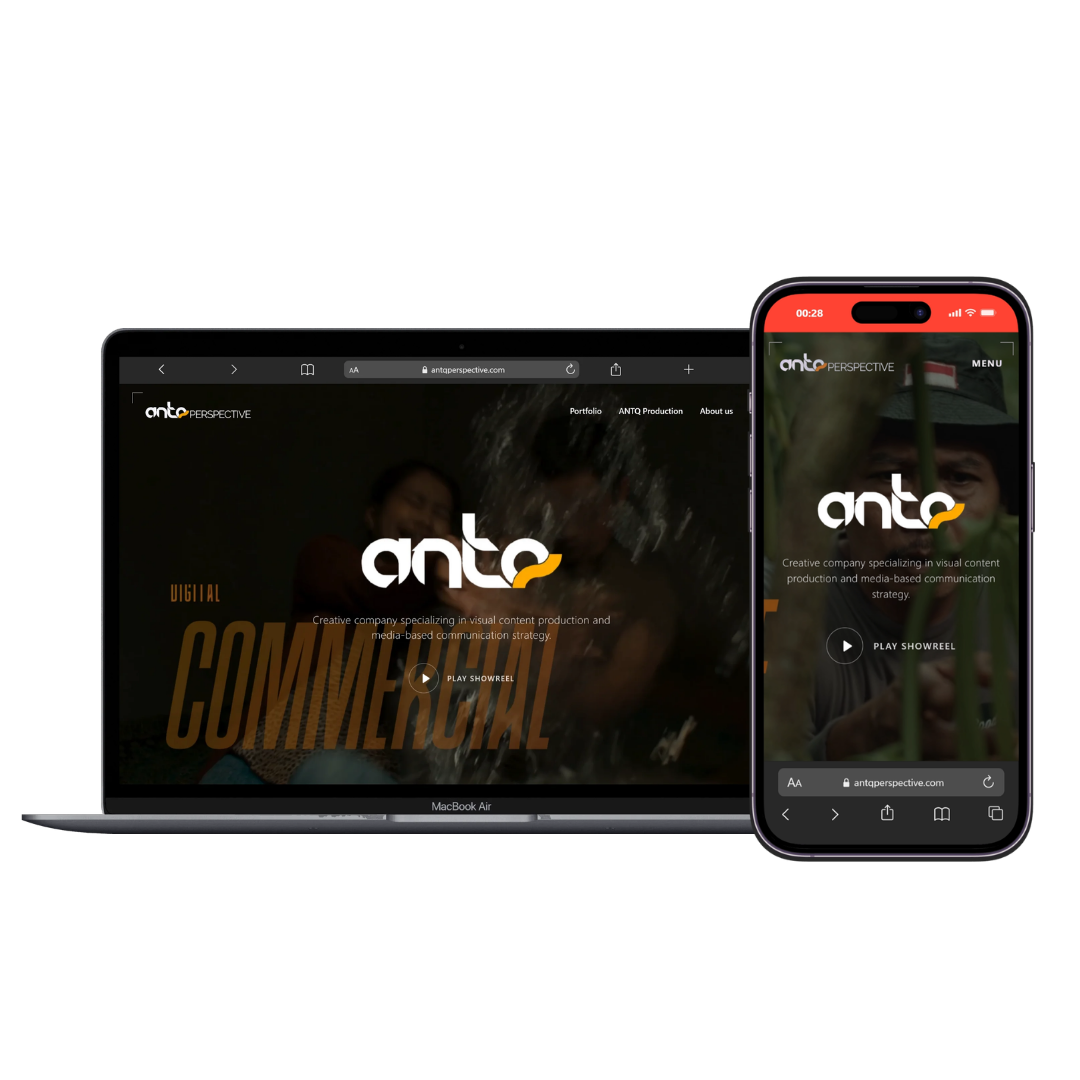 AA antqperspective.com
antq PERSPECTIVE
Portfolio ANTQ Production About us
DIGITAL
COMMERCIAL
antq
Creative company specializing in visual content production and
media-based communication strategy.
PLAY SHOWREEL
MacBook Air
00:28
antq PERSPECTIVE MENU
antq
Creative company specializing in visual content
production and media-based communication
strategy.
PLAY SHOWREEL
AA antqperspective.com